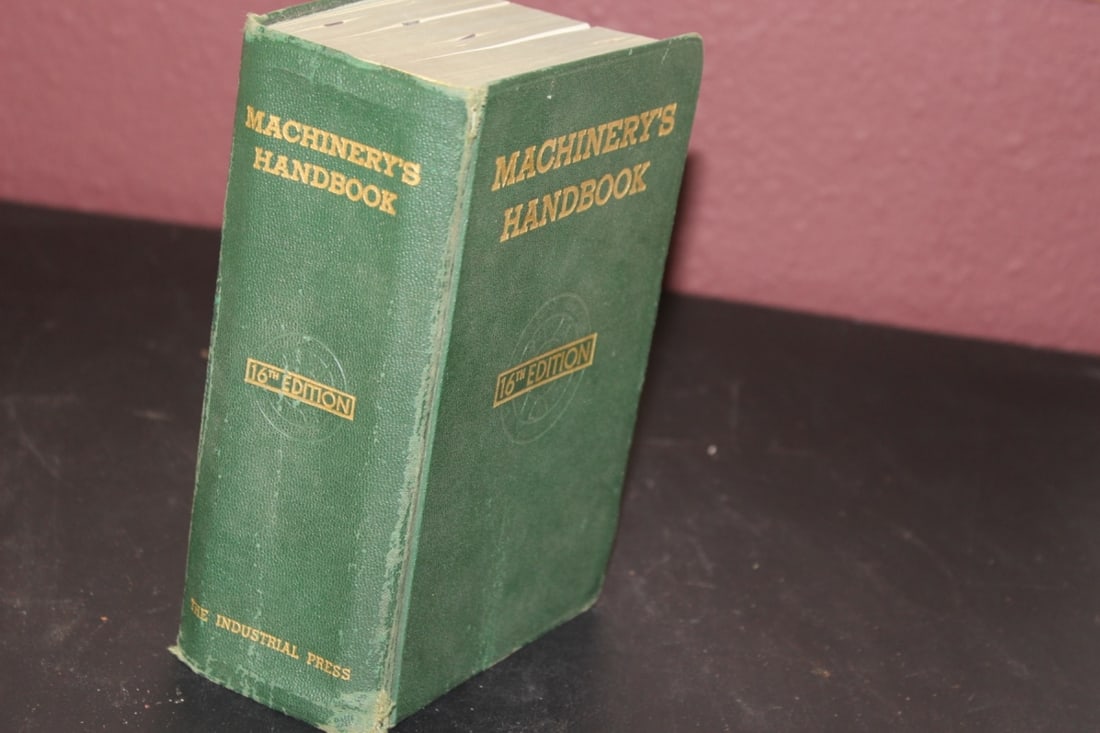 MACHINERY'S
HANDBOOK
16TH EDITION
THE INDUSTRIAL PRESS
MACHINERY'S
HANDBOOK
16TH EDITION